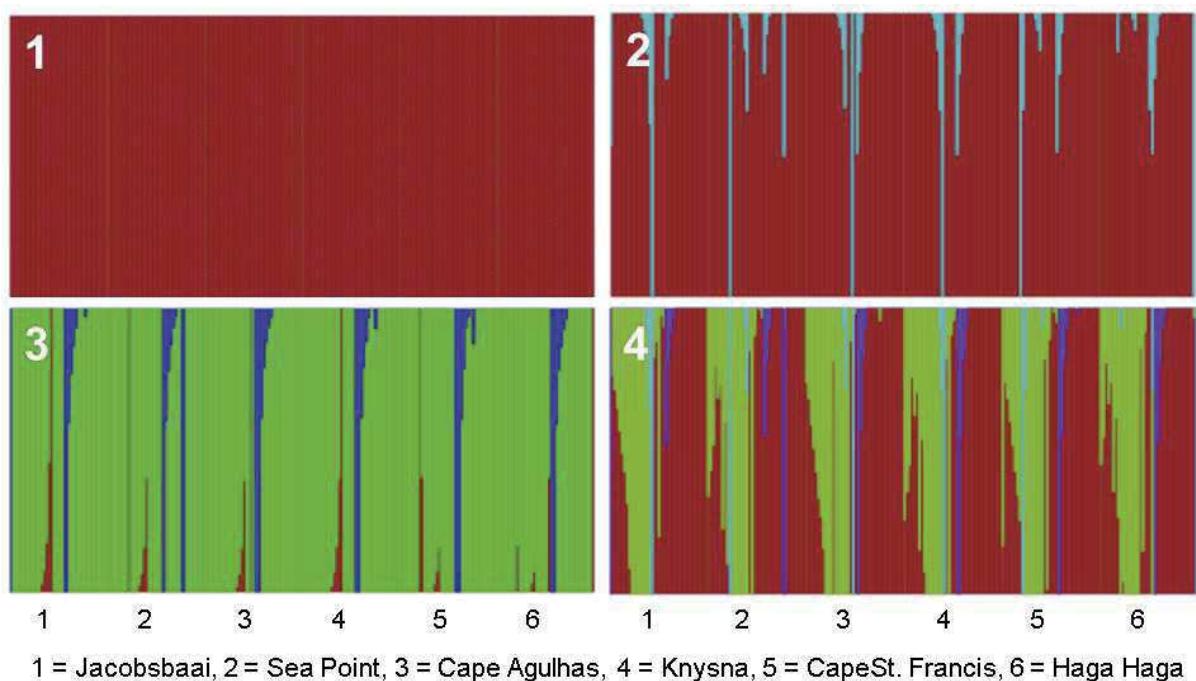 1
2
3
4
1 2 3 4 5 6 1 2 3 4 5 6
1 = Jacobsbaai, 2 = Sea Point, 3 = Cape Agulhas, 4 = Knysna, 5 = CapeSt. Francis, 6 = Haga Haga